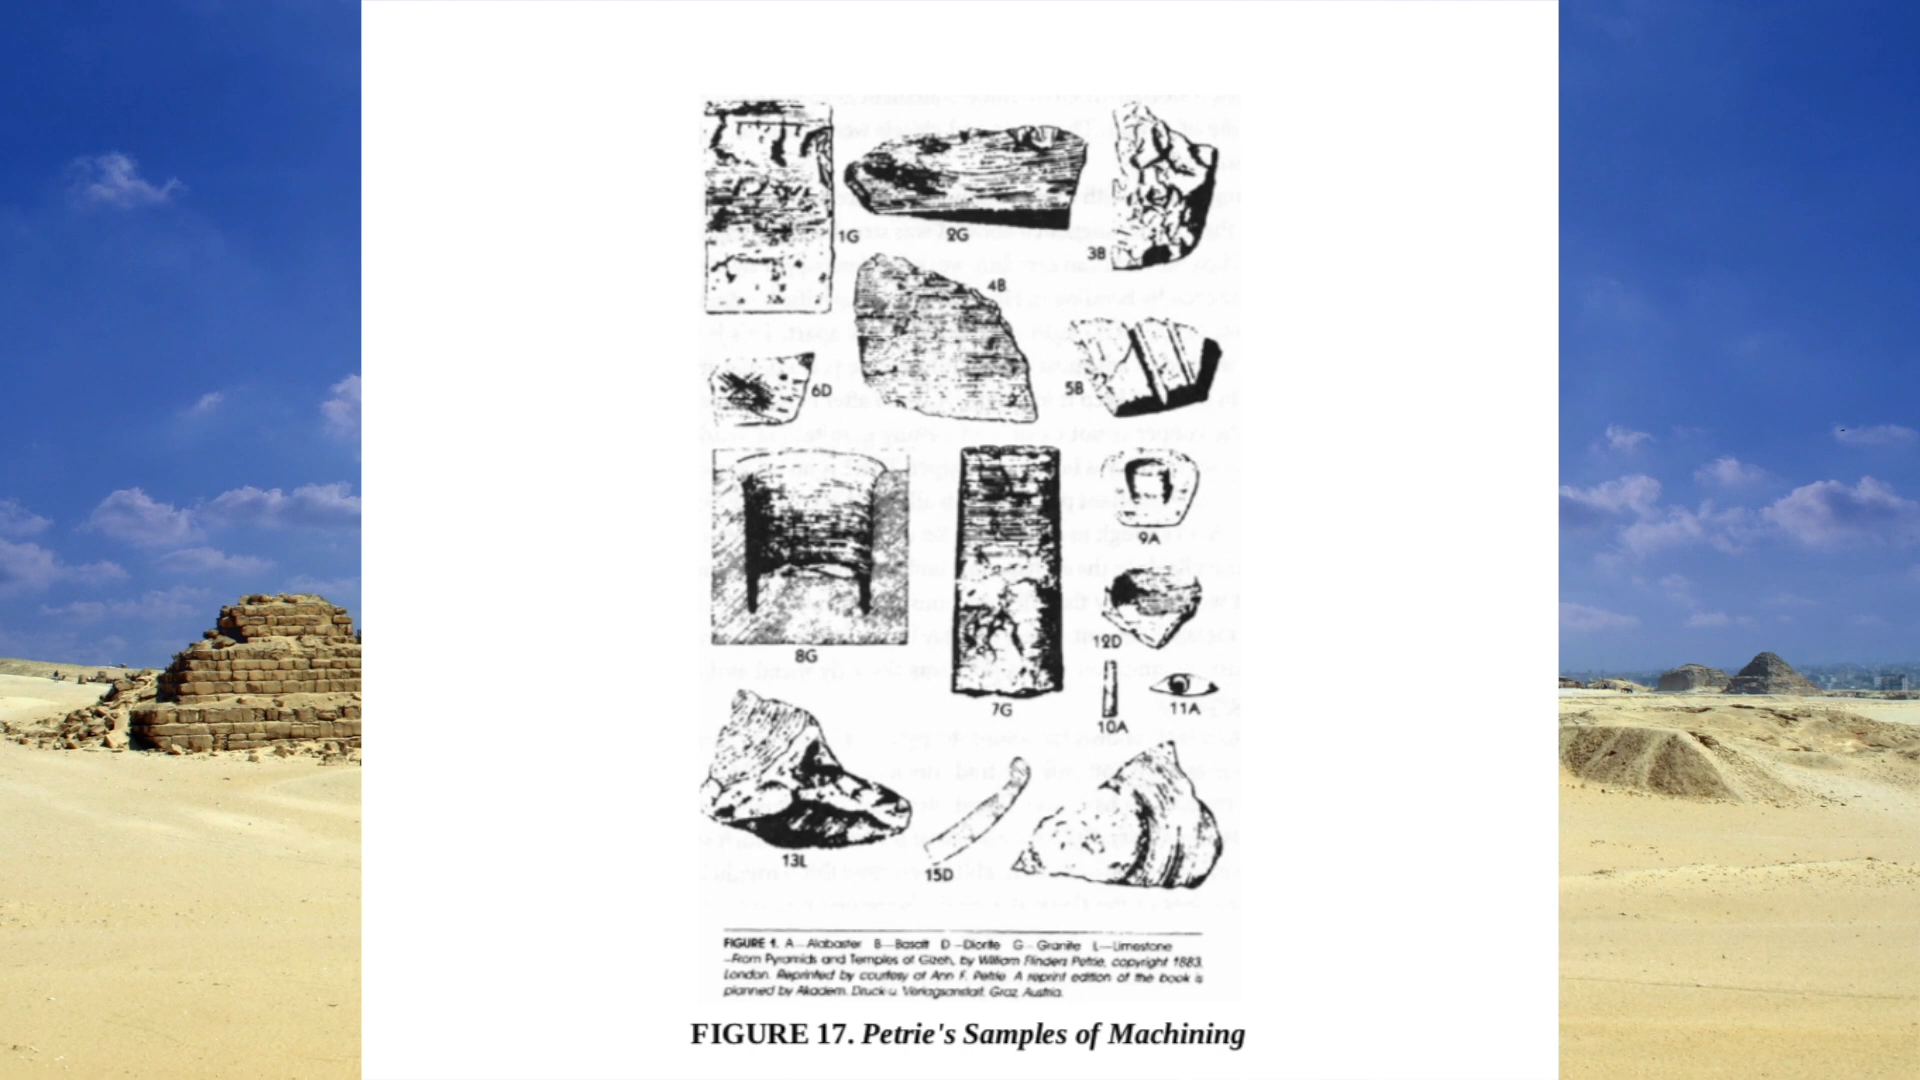 1G
2G
3B
4B
6D
5B
8G
7G
9A
12D
10A
11A
13L
15D
FIGURE 1. A—Alabaster B—Basalt D—Diorite G—Granite L—Limestone
—From Pyramids and Temples of Gizeh, by William Flinders Petrie, copyright 1883,
London. Reprinted by courtesy of Ann F. Petrie. A reprint edition of the book is
planned by Akadem. Druck-u. Verlagsanstalt, Graz, Austria.
FIGURE 17. Petrie's Samples of Machining